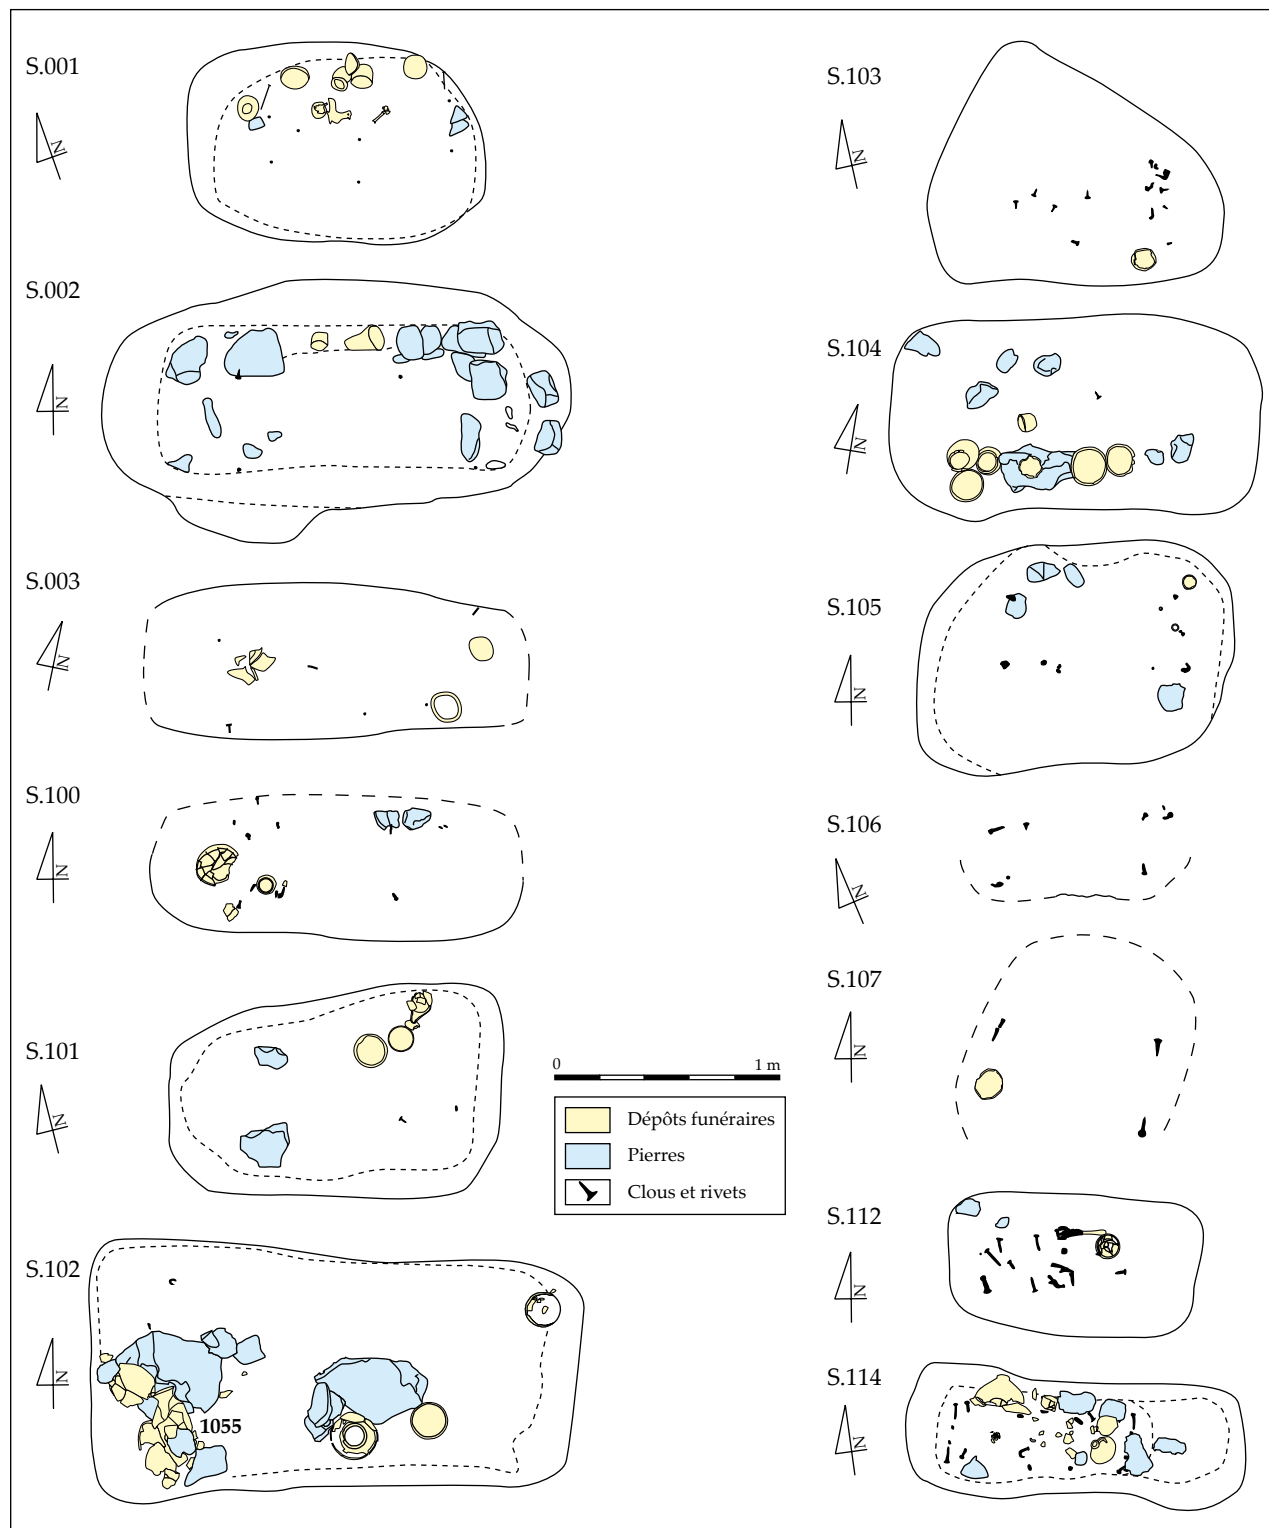 S.001
N
S.002
N
S.003
N
S.100
N
S.101
N
S.102
N
1055
S.103
N
S.104
N
S.105
N
S.106
N
S.107
N
S.112
N
S.114
N
0 1 m
Dépôts funéraires
Pierres
Clous et rivets